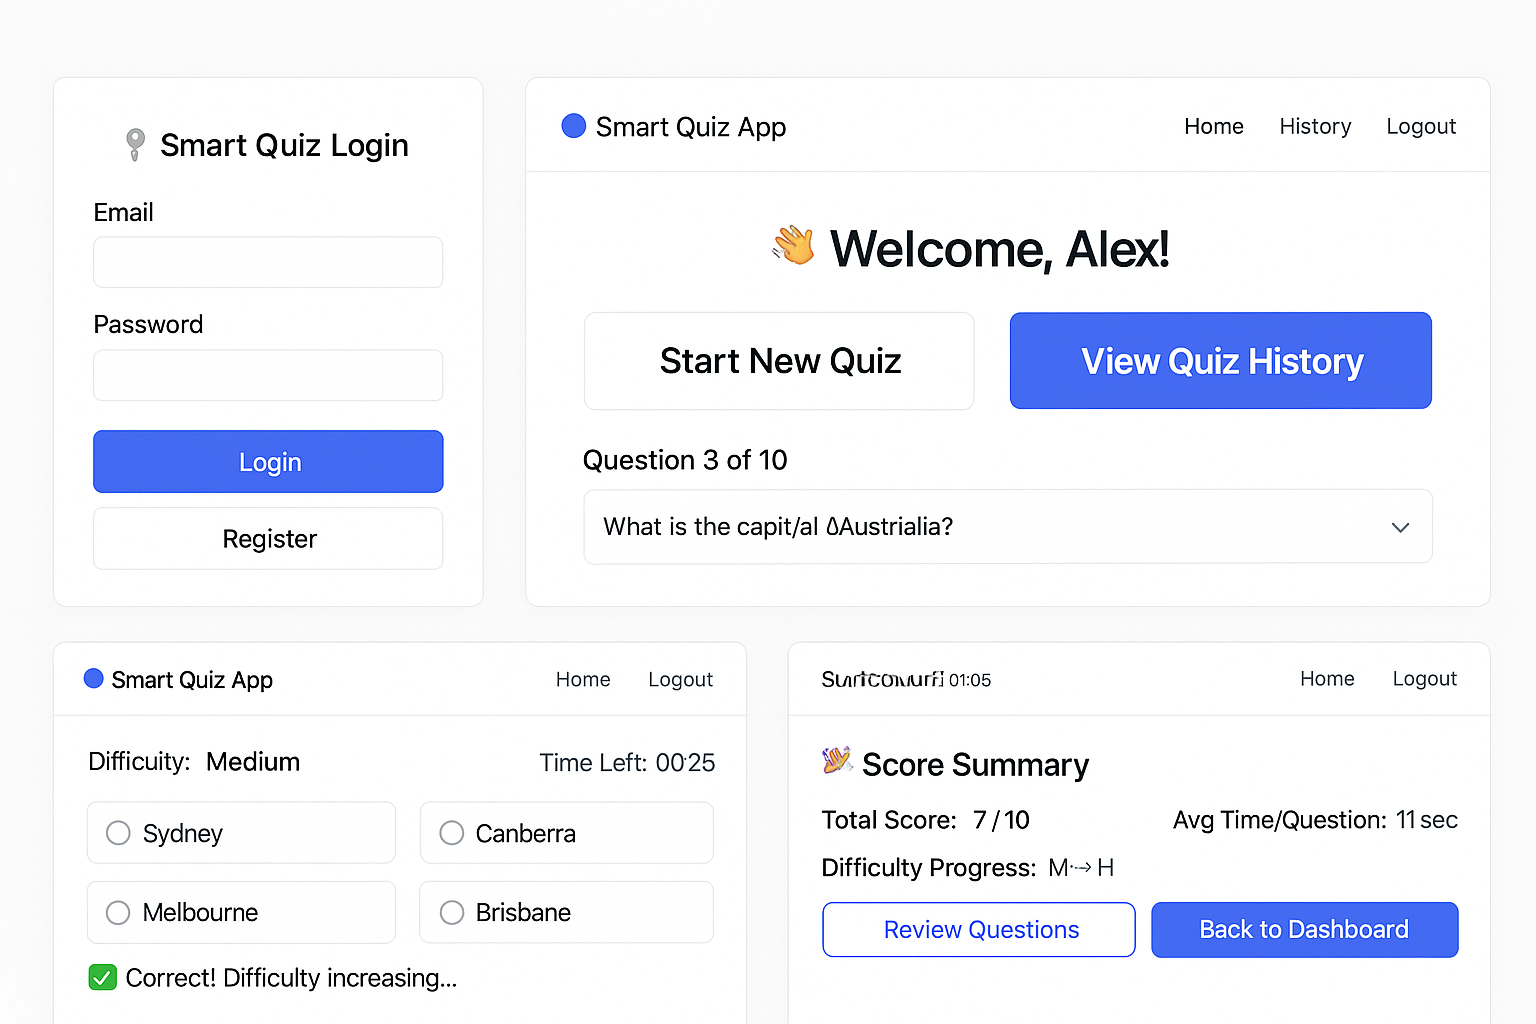 Smart Quiz Login
Email
Password
Login
Register
Smart Quiz App
Home History Logout
Welcome, Alex!
Start New Quiz
View Quiz History
Question 3 of 10
What is the capit/al Austrialia?
Smart Quiz App
Home Logout
Difficuity: Medium
Time Left: 00:25
Sydney
Canberra
Melbourne
Brisbane
Correct! Difficulty increasing...
01:05
Home Logout
Score Summary
Total Score: 7 / 10
Avg Time/Question: 11 sec
Difficulty Progress: M → H
Review Questions
Back to Dashboard